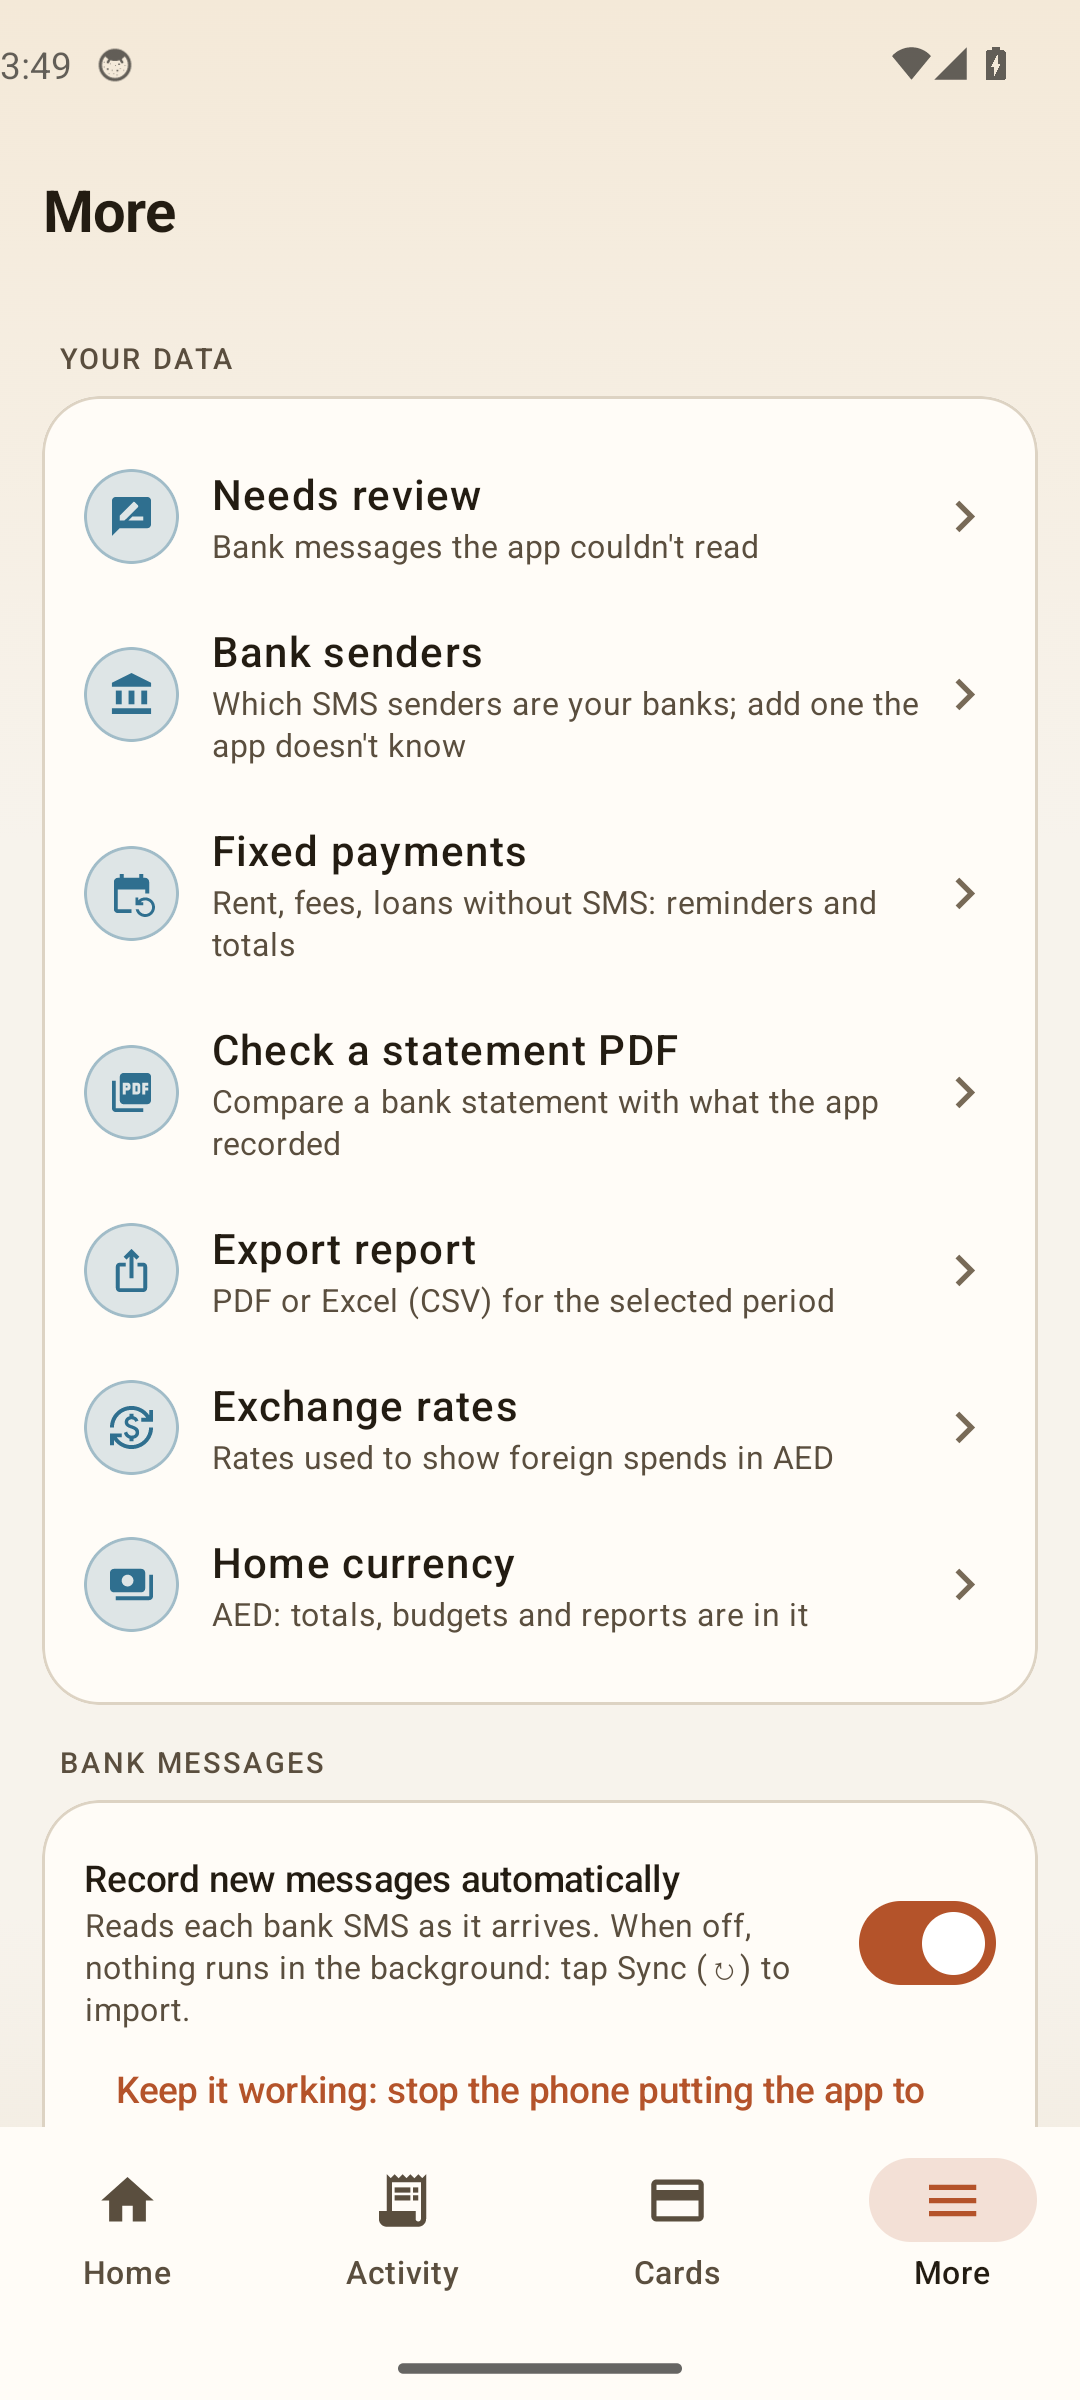 3:49
More
YOUR DATA
Needs review
Bank messages the app couldn't read
Bank senders
Which SMS senders are your banks; add one the
app doesn't know
Fixed payments
Rent, fees, loans without SMS: reminders and
totals
PDF
Check a statement PDF
Compare a bank statement with what the app
recorded
Export report
PDF or Excel (CSV) for the selected period
Exchange rates
Rates used to show foreign spends in AED
Home currency
AED: totals, budgets and reports are in it
BANK MESSAGES
Record new messages automatically
Reads each bank SMS as it arrives. When off,
nothing runs in the background: tap Sync (↻) to
import.
Keep it working: stop the phone putting the app to
Home
Activity
Cards
More